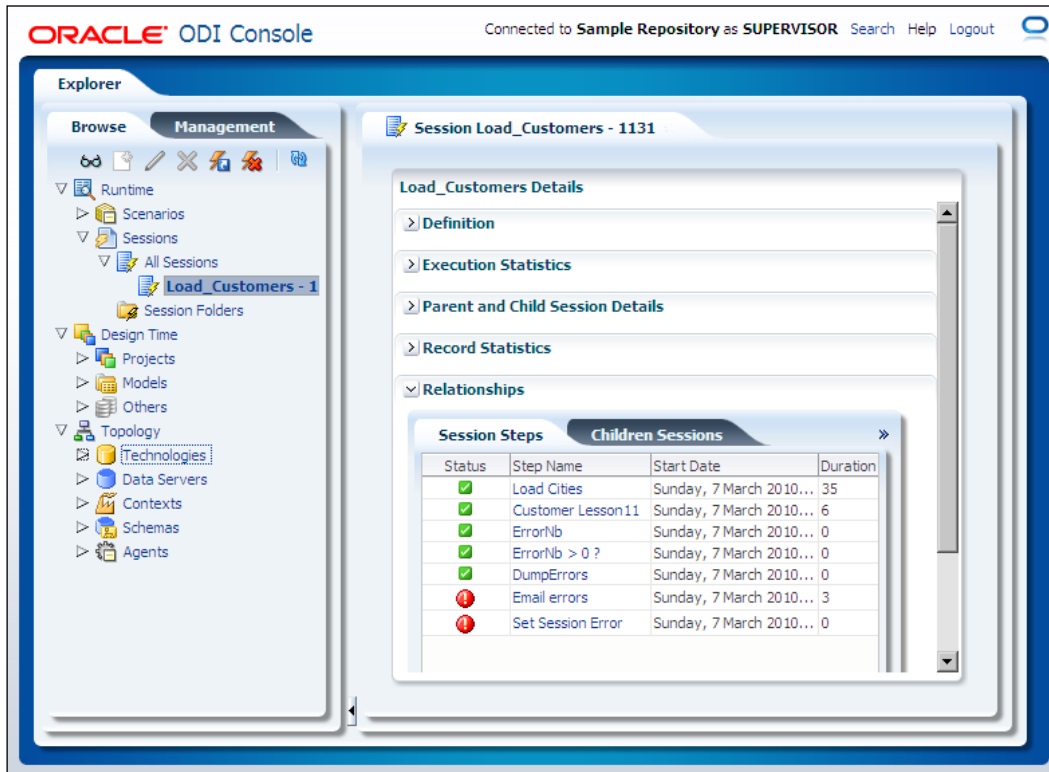 ORACLE ODI Console
Connected to Sample Repository as SUPERVISOR Search Help Logout
Explorer
Browse Management
Runtime
Scenarios
Sessions
All Sessions
Load_Customers - 1
Session Folders
Design Time
Projects
Models
Others
Topology
Technologies
Data Servers
Contexts
Schemas
Agents
Session Load_Customers - 1131
Load_Customers Details
Definition
Execution Statistics
Parent and Child Session Details
Record Statistics
Relationships
Session Steps Children Sessions »
Status Step Name Start Date Duration
Load Cities Sunday, 7 March 2010... 35
Customer Lesson11 Sunday, 7 March 2010... 6
ErrorNb Sunday, 7 March 2010... 0
ErrorNb > 0 ? Sunday, 7 March 2010... 0
DumpErrors Sunday, 7 March 2010... 0
Email errors Sunday, 7 March 2010... 3
Set Session Error Sunday, 7 March 2010... 0